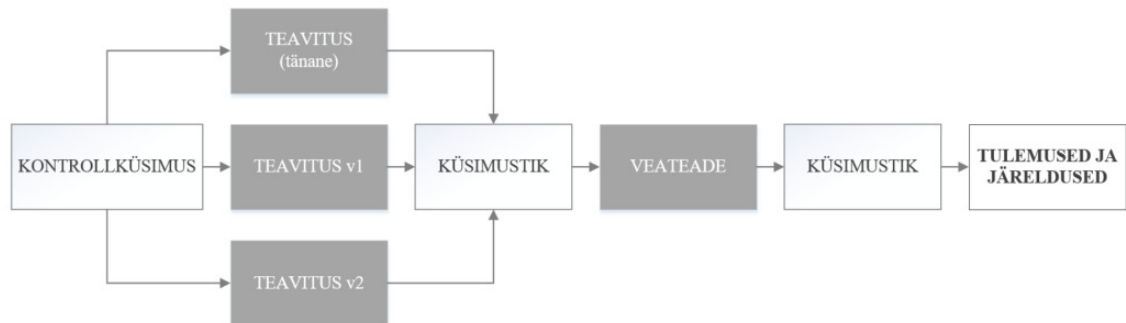 TEAVITUS
(tänane)
KONTROLLKÜSIMUS
TEAVITUS v1
KÜSIMUSTIK
VEATEADE
KÜSIMUSTIK
TULEMUSED JA
JÄRELDUSED
TEAVITUS v2